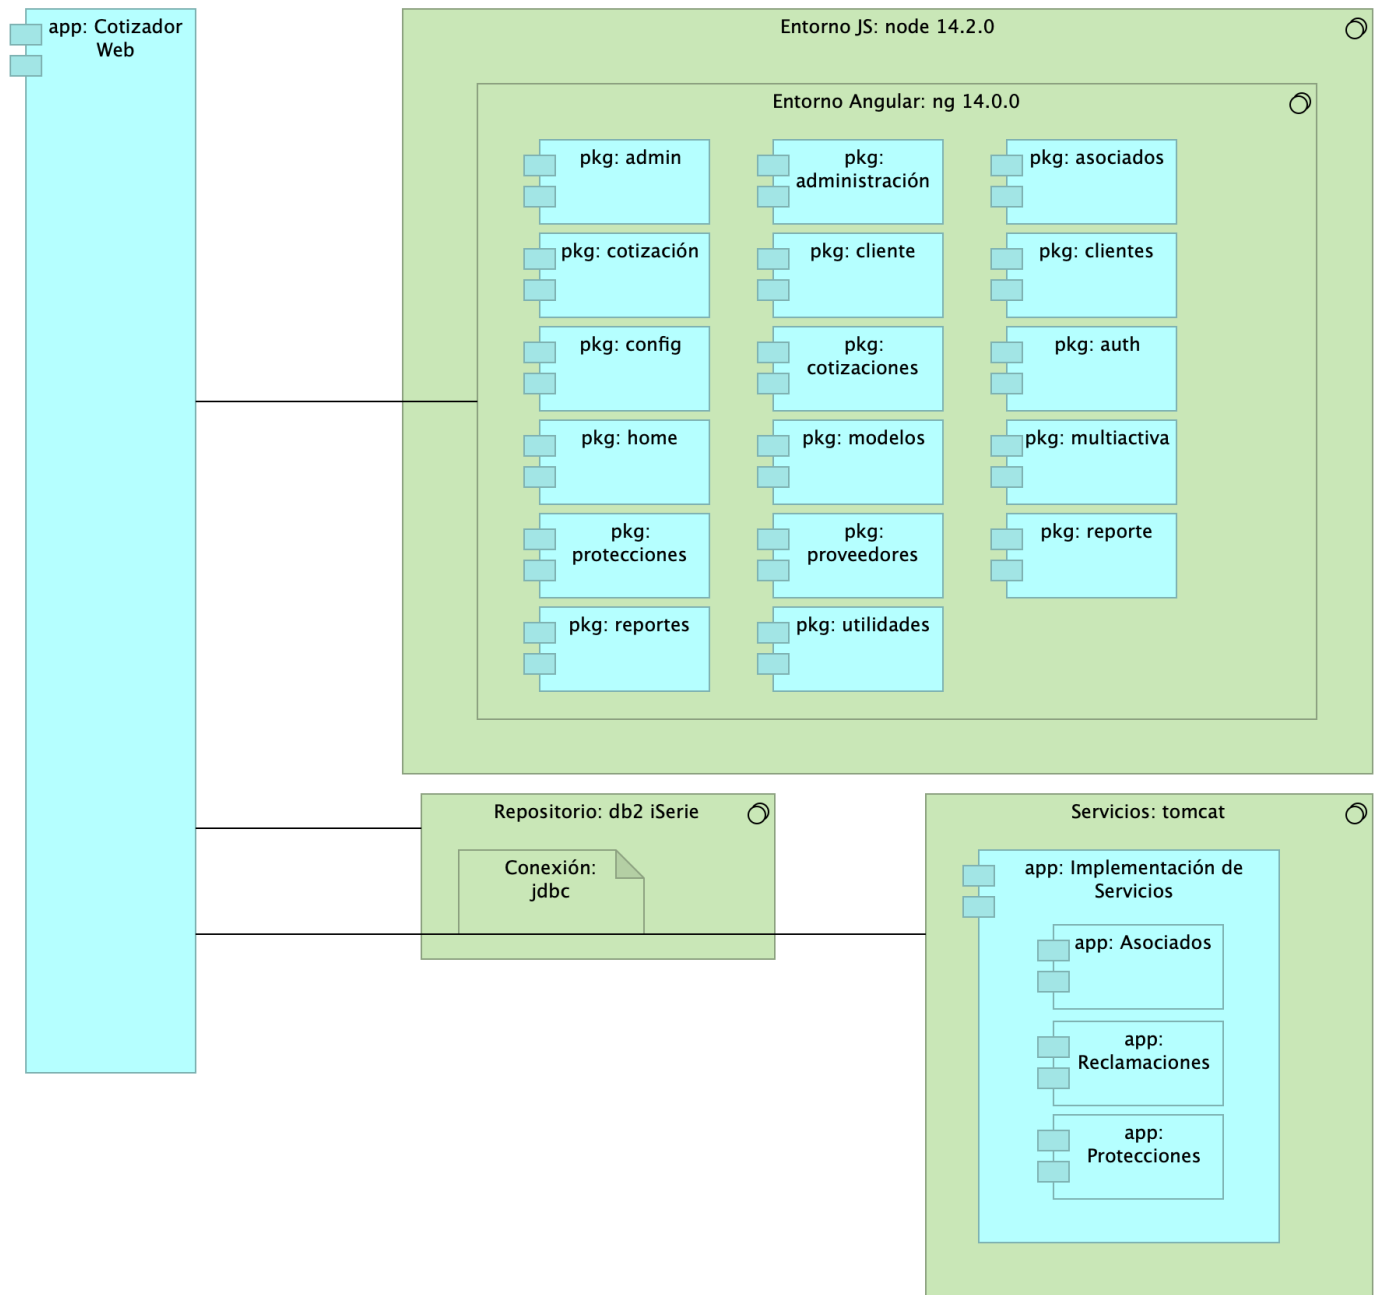 app: Cotizador
Web
Entorno JS: node 14.2.0
Entorno Angular: ng 14.0.0
pkg: admin
pkg:
administración
pkg: asociados
pkg: cotización
pkg: cliente
pkg: clientes
pkg: config
pkg:
cotizaciones
pkg: auth
pkg: home
pkg: modelos
pkg: multiactiva
pkg:
protecciones
pkg:
proveedores
pkg: reporte
pkg: reportes
pkg: utilidades
Repositorio: db2 iSerie
Conexión:
jdbc
Servicios: tomcat
app: Implementación de
Servicios
app: Asociados
app:
Reclamaciones
app:
Protecciones